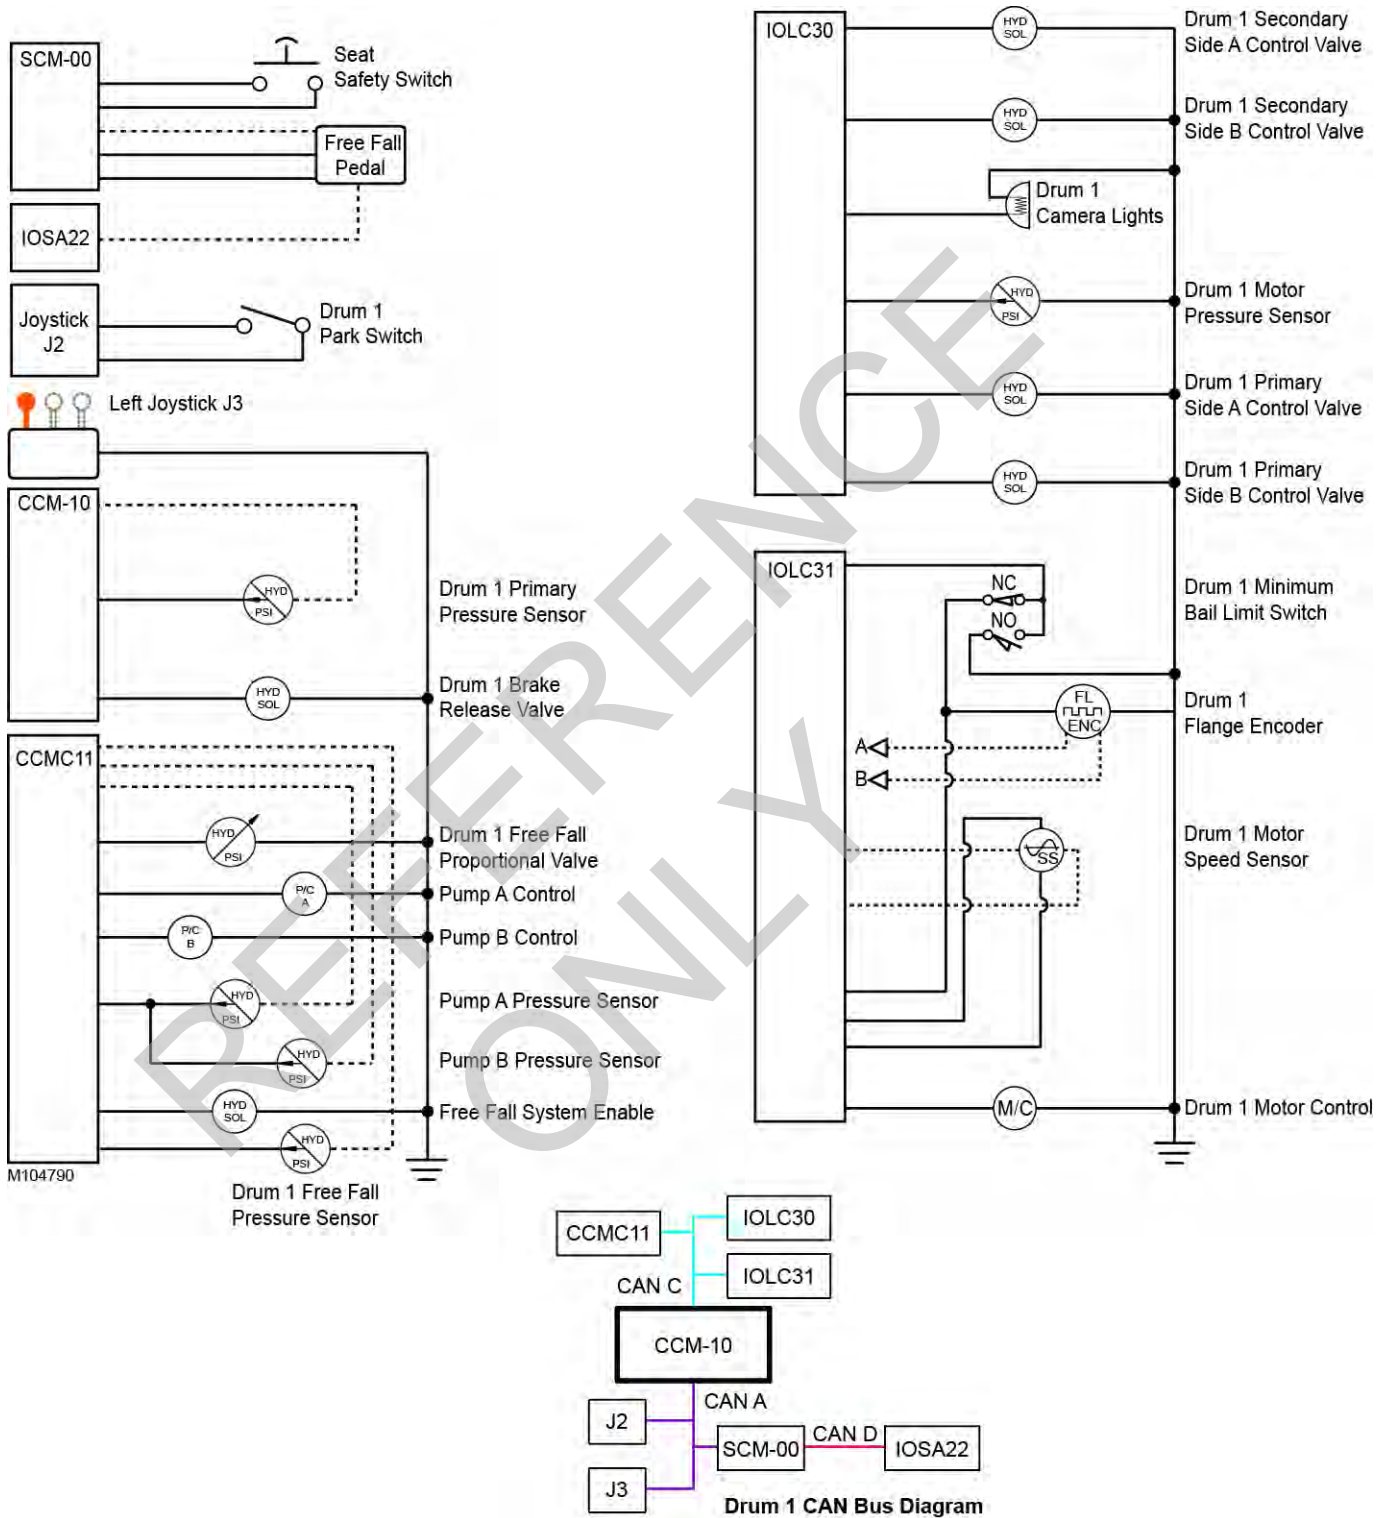 SCM-00
Seat
Safety Switch
Free Fall
Pedal
IOSA22
Joystick
J2
Drum 1
Park Switch
Left Joystick J3
CCM-10
HYD
PSI
Drum 1 Primary
Pressure Sensor
HYD
SOL
Drum 1 Brake
Release Valve
CCMC11
HYD
PSI
Drum 1 Free Fall
Proportional Valve
P/C
A
Pump A Control
P/C
B
Pump B Control
HYD
PSI
Pump A Pressure Sensor
HYD
PSI
Pump B Pressure Sensor
HYD
SOL
Free Fall System Enable
HYD
PSI
M104790
Drum 1 Free Fall
Pressure Sensor
IOLC30
HYD
SOL
Drum 1 Secondary
Side A Control Valve
HYD
SOL
Drum 1 Secondary
Side B Control Valve
Drum 1
Camera Lights
HYD
PSI
Drum 1 Motor
Pressure Sensor
HYD
SOL
Drum 1 Primary
Side A Control Valve
HYD
SOL
Drum 1 Primary
Side B Control Valve
IOLC31
NC
NO
Drum 1 Minimum
Bail Limit Switch
FL
ENC
Drum 1
Flange Encoder
A
B
SS
Drum 1 Motor
Speed Sensor
M/C
Drum 1 Motor Control
REFERENCE
ONLY
CCMC11
IOLC30
IOLC31
CAN C
CCM-10
CAN A
J2
SCM-00
CAN D
IOSA22
J3
Drum 1 CAN Bus Diagram